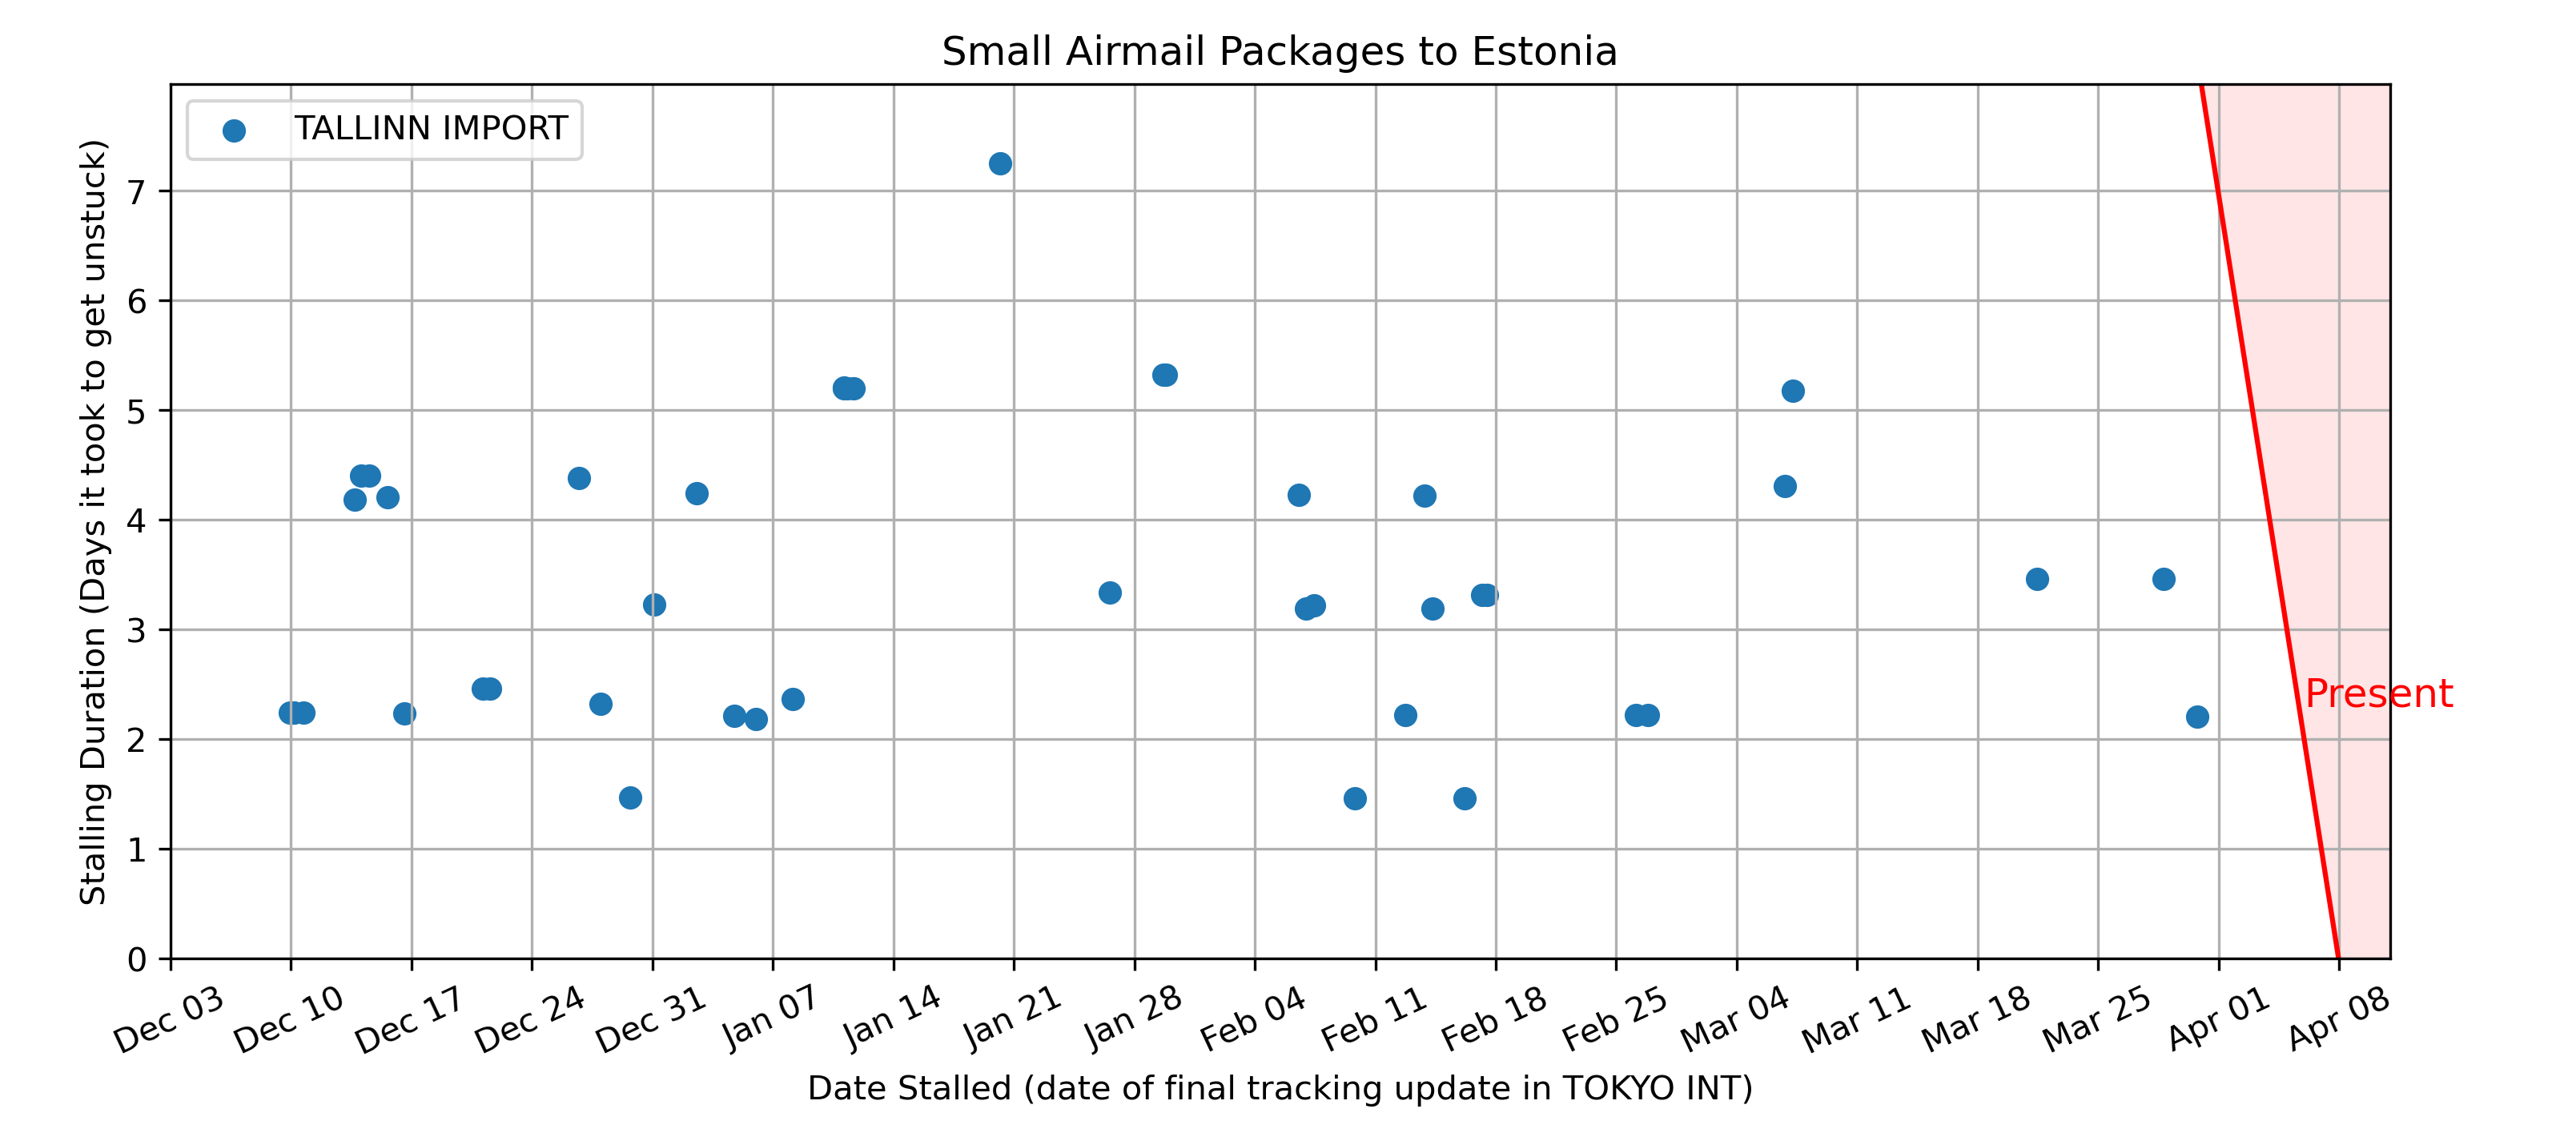 Small Airmail Packages to Estonia
TALLINN IMPORT
Stalling Duration (Days it took to get unstuck)
7
6
5
4
3
2
1
0
Present
Dec 03
Dec 10
Dec 17
Dec 24
Dec 31
Jan 07
Jan 14
Jan 21
Jan 28
Feb 04
Feb 11
Feb 18
Feb 25
Mar 04
Mar 11
Mar 18
Mar 25
Apr 01
Apr 08
Date Stalled (date of final tracking update in TOKYO INT)